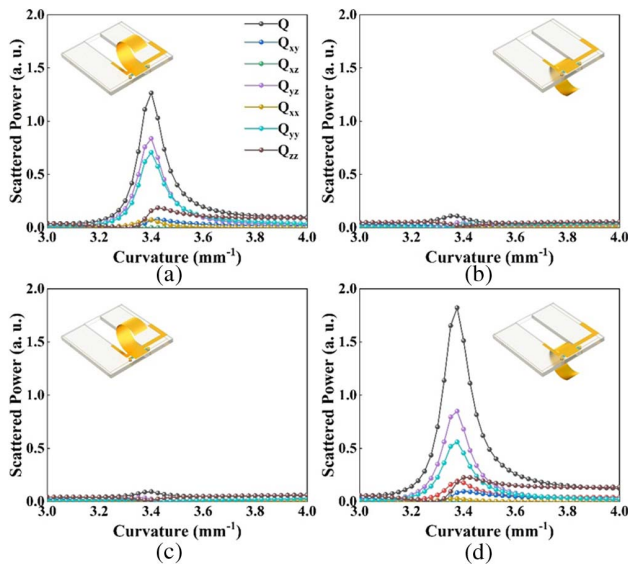 2.0
1.5
1.0
0.5
0.0
Scattered Power (a. u.)
Q
Qxy
Qxz
Qyz
Qxx
Qyy
Qzz
3.0 3.2 3.4 3.6 3.8 4.0
Curvature (mm⁻¹)
(a)
2.0
1.5
1.0
0.5
0.0
Scattered Power (a. u.)
3.0 3.2 3.4 3.6 3.8 4.0
Curvature (mm⁻¹)
(b)
2.0
1.5
1.0
0.5
0.0
Scattered Power (a. u.)
3.0 3.2 3.4 3.6 3.8 4.0
Curvature (mm⁻¹)
(c)
2.0
1.5
1.0
0.5
0.0
Scattered Power (a. u.)
3.0 3.2 3.4 3.6 3.8 4.0
Curvature (mm⁻¹)
(d)